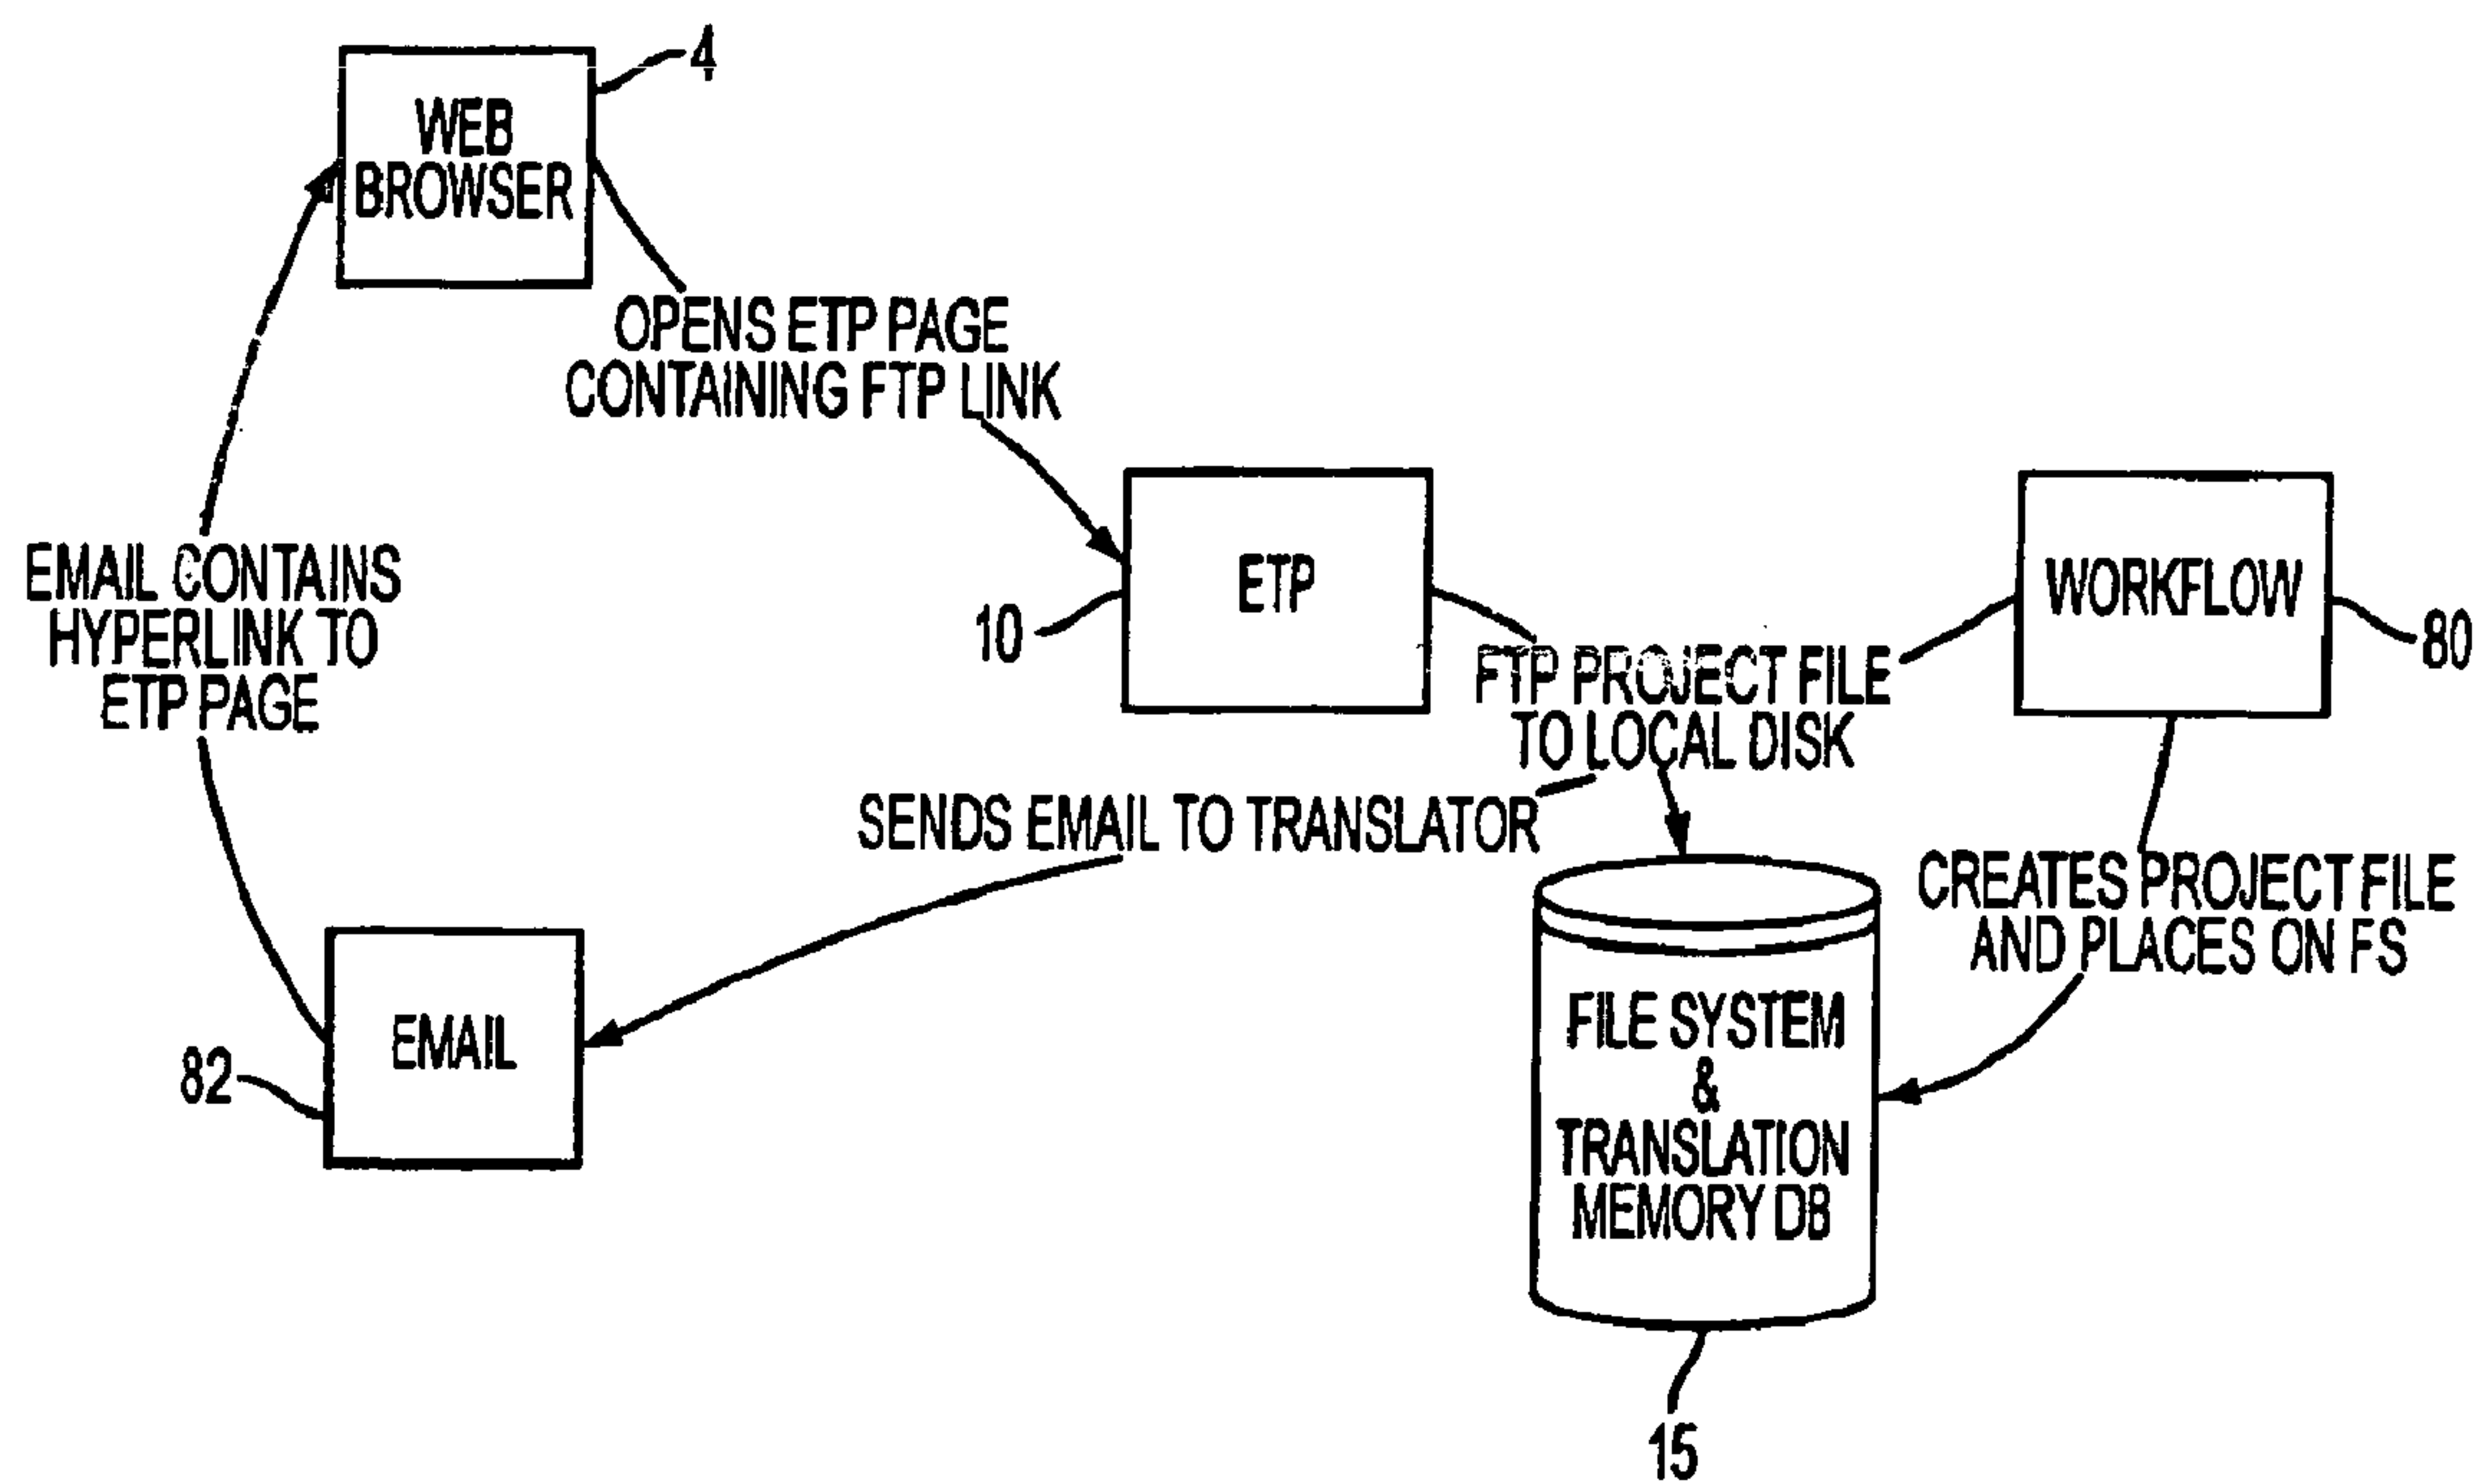 4
WEB
BROWSER
OPENS ETP PAGE
CONTAINING FTP LINK
EMAIL CONTAINS
HYPERLINK TO
ETP PAGE
ETP
10
WORKFLOW
80
FTP PROJECT FILE
TO LOCAL DISK
SENDS EMAIL TO TRANSLATOR
CREATES PROJECT FILE
AND PLACES ON FS
EMAIL
82
FILE SYSTEM
&
TRANSLATION
MEMORY DB
15